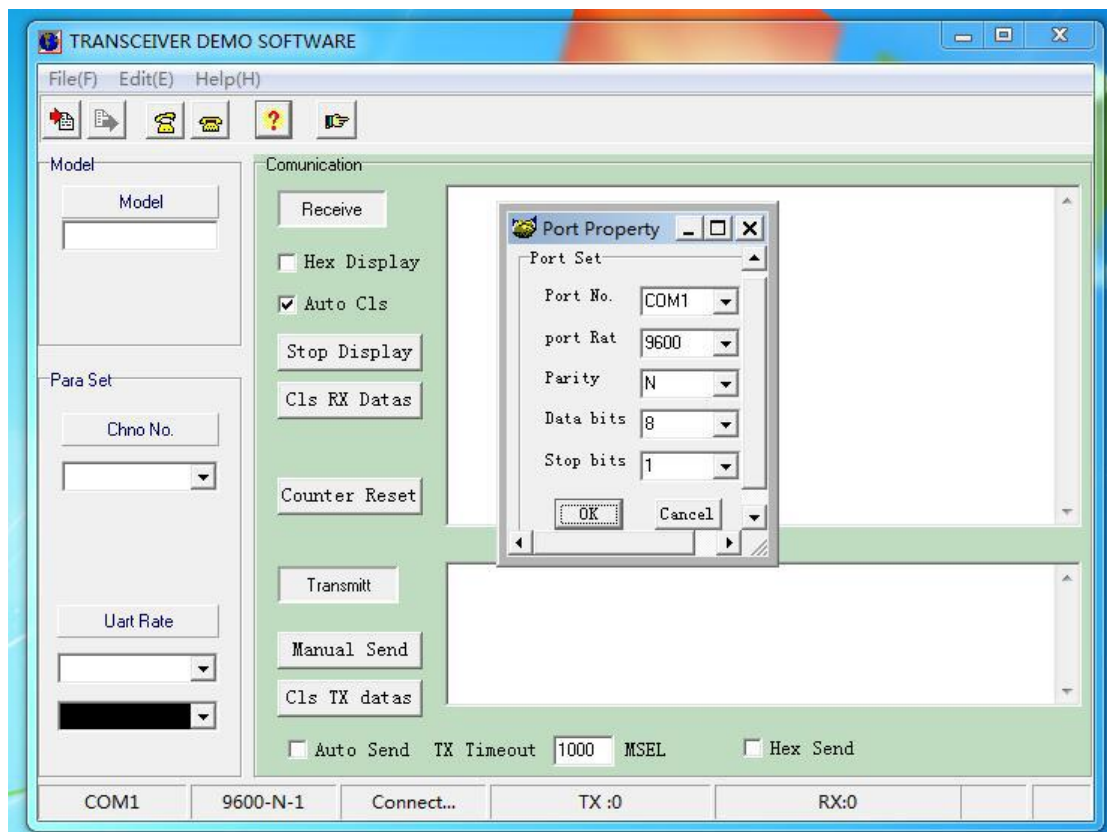 TRANSCEIVER DEMO SOFTWARE
File(F) Edit(E) Help(H)
?
Model
Model
Para Set
Chno No.
Uart Rate
Comunication
Receive
Hex Display
Auto Cls
Stop Display
Cls RX Datas
Counter Reset
Port Property
Port Set
Port No. COM1
port Rat 9600
Parity N
Data bits 8
Stop bits 1
OK Cancel
Transmitt
Manual Send
Cls TX datas
Auto Send TX Timeout 1000 MSEL Hex Send
COM1 9600-N-1 Connect... TX :0 RX:0